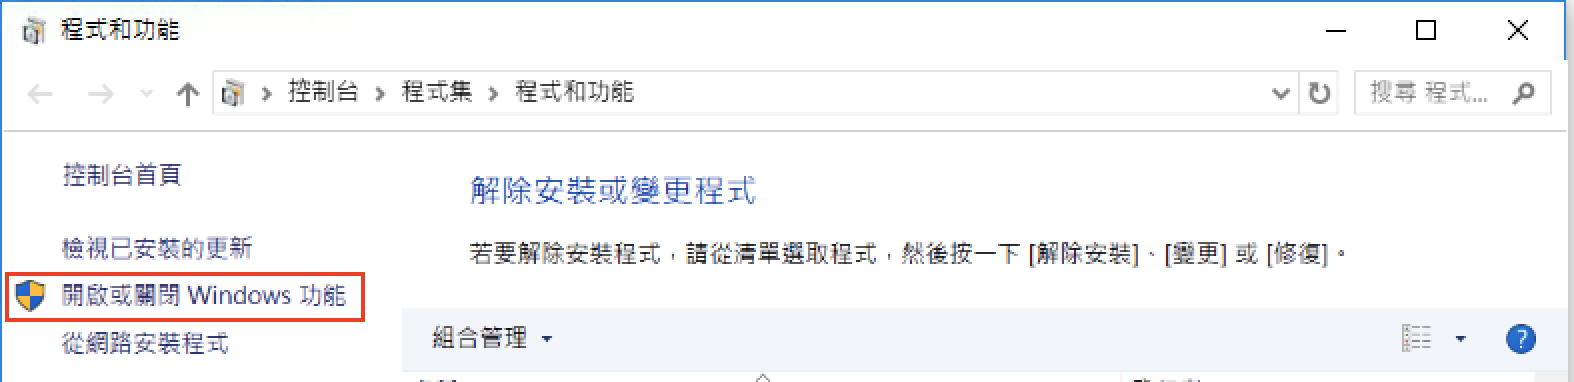 程式和功能
控制台 程式集 程式和功能
搜尋 程式...
控制台首頁
檢視已安裝的更新
開啟或關閉 Windows 功能
從網路安裝程式
解除安裝或變更程式
若要解除安裝程式，請從清單選取程式，然後按一下 [解除安裝]、[變更] 或 [修復]。
組合管理